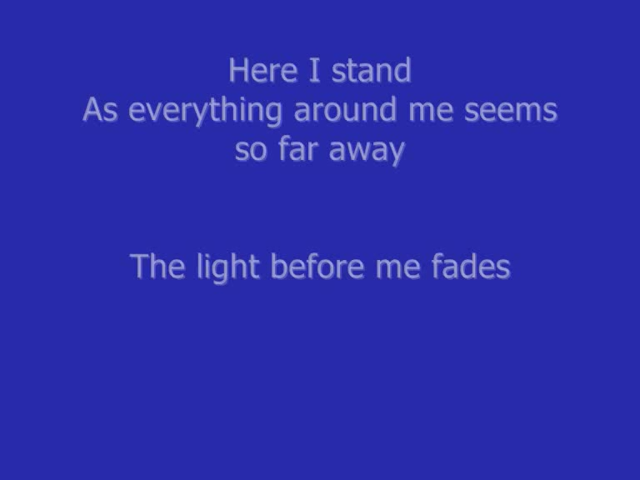 Here I stand
As everything around me seems
so far away
The light before me fades